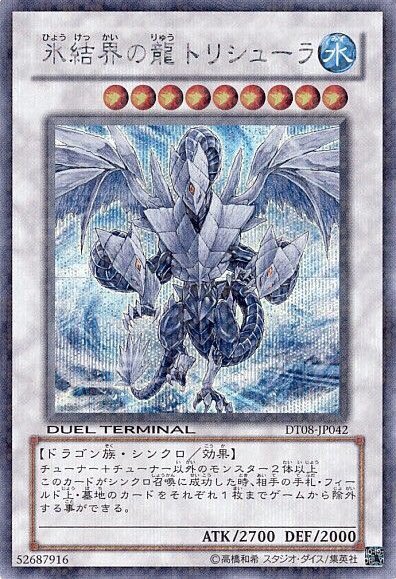 氷結界の龍 トリシューラ
水
DUEL TERMINAL
DT08-JP042
【ドラゴン族・シンクロ／効果】
チューナー＋チューナー以外のモンスター２体以上
このカードがシンクロ召喚に成功した時、相手の手札・フィー
ルド上・墓地のカードをそれぞれ１枚までゲームから除外
する事ができる。
ATK/2700 DEF/2000
52687916
©高橋和希 スタジオ・ダイス/集英社